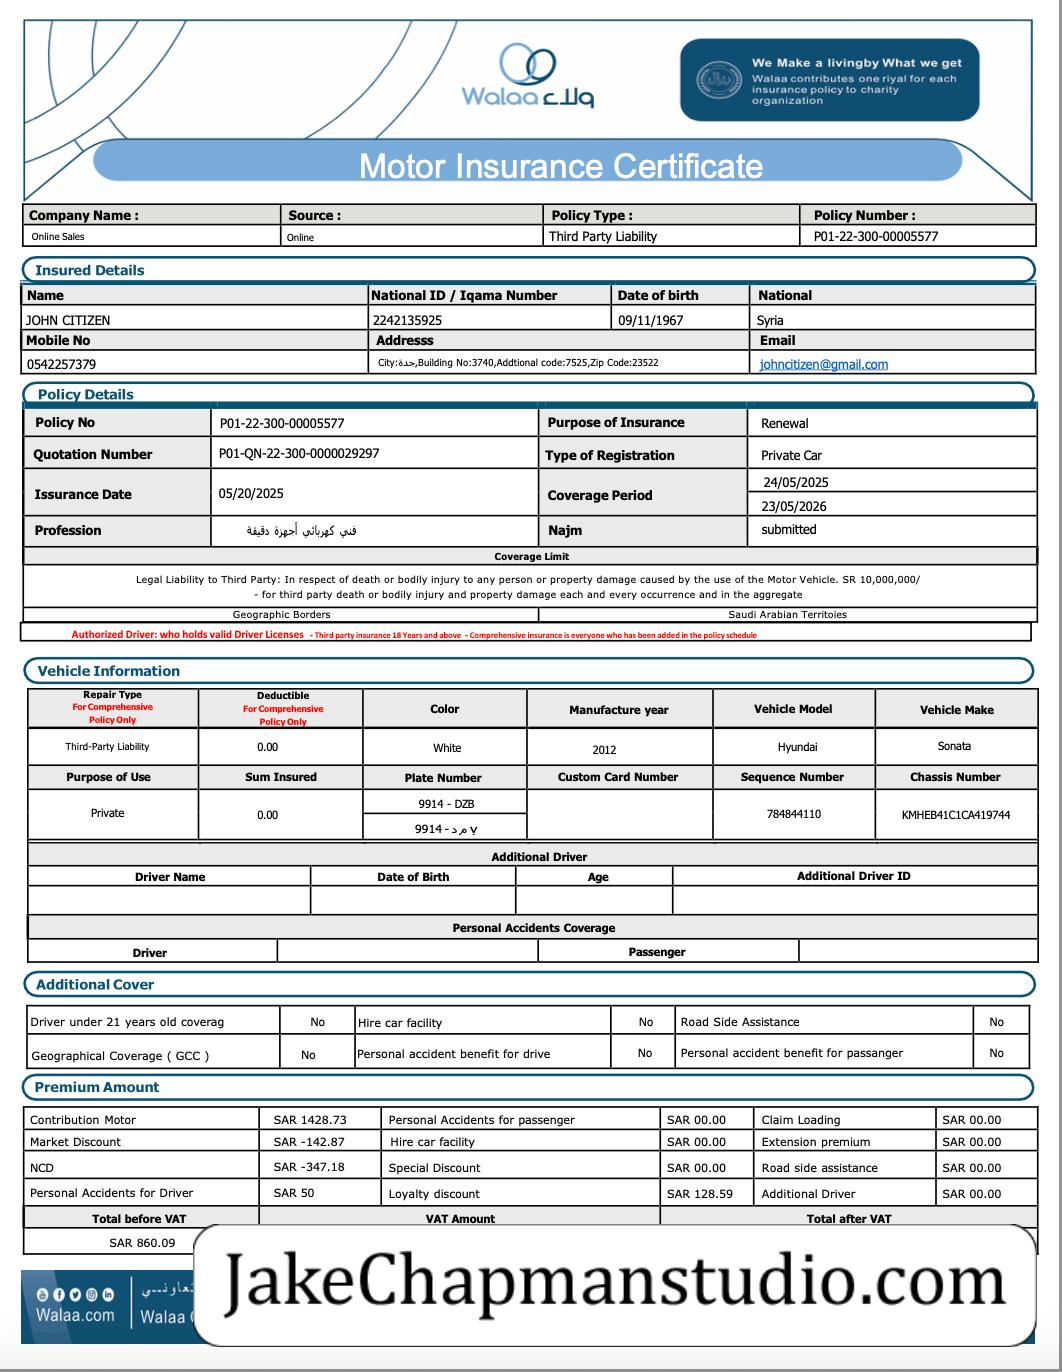 Walaa ولاء
We Make a livingby What we get
Walaa contributes one riyal for each
insurance policy to charity
organization
Motor Insurance Certificate
Company Name : Source : Policy Type : Policy Number :
Online Sales Online Third Party Liability P01-22-300-00005577
Insured Details
Name National ID / Iqama Number Date of birth National
JOHN CITIZEN 2242135925 09/11/1967 Syria
Mobile No Addresss Email
0542257379 City:جدة,Building No:3740,Addtional code:7525,Zip Code:23522 johncitizen@gmail.com
Policy Details
Policy No P01-22-300-00005577 Purpose of Insurance Renewal
Quotation Number P01-QN-22-300-0000029297 Type of Registration Private Car
Issurance Date 05/20/2025 Coverage Period 24/05/2025
23/05/2026
Profession فني كهربائي أجهزة دقيقة Najm submitted
Coverage Limit
Legal Liability to Third Party: In respect of death or bodily injury to any person or property damage caused by the use of the Motor Vehicle. SR 10,000,000/
- for third party death or bodily injury and property damage each and every occurrence and in the aggregate
Geographic Borders Saudi Arabian Territoies
Authorized Driver: who holds valid Driver Licenses - Third party insurance 18 Years and above - Comprehensive insurance is everyone who has been added in the policy schedule
Vehicle Information
Repair Type
For Comprehensive
Policy Only
Deductible
For Comprehensive
Policy Only
Color Manufacture year Vehicle Model Vehicle Make
Third-Party Liability 0.00 White 2012 Hyundai Sonata
Purpose of Use Sum Insured Plate Number Custom Card Number Sequence Number Chassis Number
Private 0.00 9914 - DZB 784844110 KMHEB41C1CA419744
9914 -
Additional Driver
Driver Name Date of Birth Age Additional Driver ID
Personal Accidents Coverage
Driver Passenger
Additional Cover
Driver under 21 years old coverag No Hire car facility No Road Side Assistance No
Geographical Coverage ( GCC ) No Personal accident benefit for drive No Personal accident benefit for passanger No
Premium Amount
Contribution Motor SAR 1428.73 Personal Accidents for passenger SAR 00.00 Claim Loading SAR 00.00
Market Discount SAR -142.87 Hire car facility SAR 00.00 Extension premium SAR 00.00
NCD SAR -347.18 Special Discount SAR 00.00 Road side assistance SAR 00.00
Personal Accidents for Driver SAR 50 Loyalty discount SAR 128.59 Additional Driver SAR 00.00
Total before VAT VAT Amount Total after VAT
SAR 860.09
JakeChapmanstudio.com
Walaa.com
Walaa